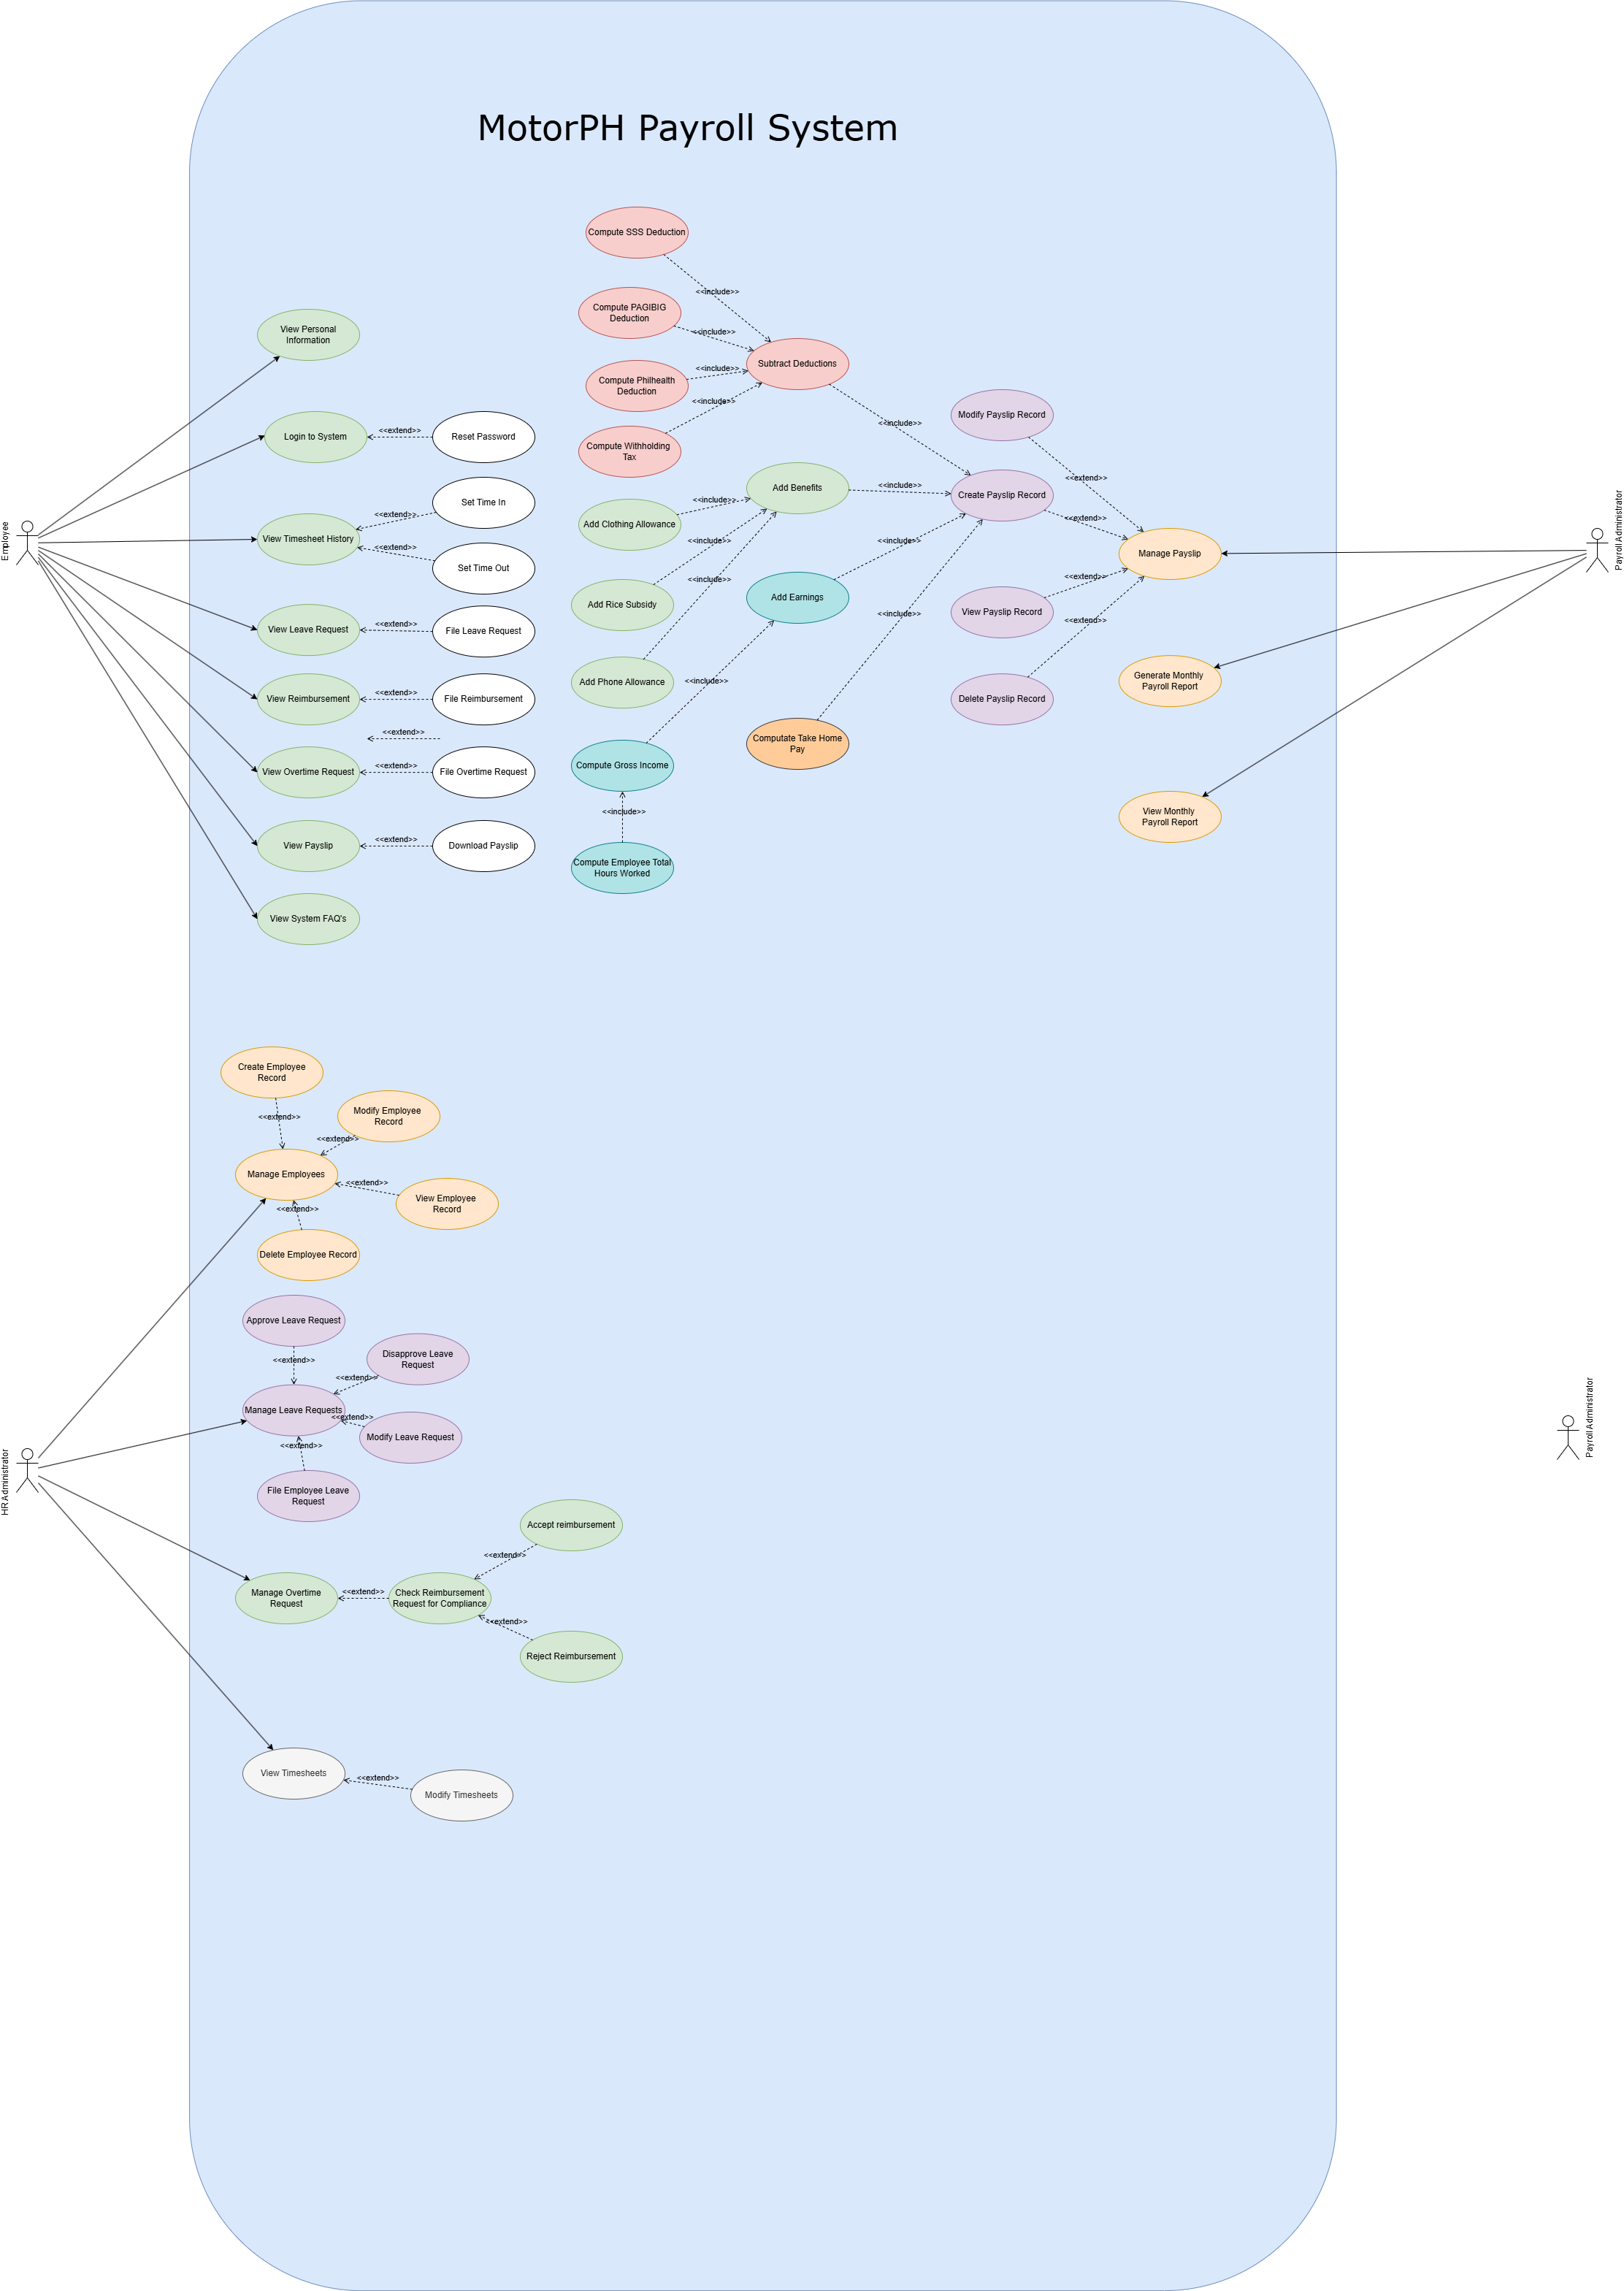 MotorPH Payroll System
Employee
View Personal
Information
Login to System
<<extend>>
Reset Password
View Timesheet History
<<extend>>
Set Time In
<<extend>>
Set Time Out
View Leave Request
<<extend>>
File Leave Request
View Reimbursement
<<extend>>
File Reimbursement
<<extend>>
View Overtime Request
<<extend>>
File Overtime Request
View Payslip
<<extend>>
Download Payslip
View System FAQ's
Compute SSS Deduction
<<include>>
Compute PAGIBIG
Deduction
<<include>>
Compute Philhealth
Deduction
<<include>>
Compute Withholding
Tax
<<include>>
Subtract Deductions
<<include>>
Add Clothing Allowance
<<include>>
Add Rice Subsidy
<<include>>
Add Phone Allowance
<<include>>
Add Benefits
<<include>>
Add Earnings
<<include>>
Compute Gross Income
<<include>>
Compute Employee Total
Hours Worked
<<include>>
Computate Take Home
Pay
<<include>>
Modify Payslip Record
<<extend>>
Create Payslip Record
<<extend>>
View Payslip Record
<<extend>>
Delete Payslip Record
<<extend>>
Manage Payslip
Generate Monthly
Payroll Report
View Monthly
Payroll Report
Payroll Administrator
HR Administrator
Create Employee
Record
<<extend>>
Modify Employee
Record
<<extend>>
Manage Employees
<<extend>>
View Employee
Record
<<extend>>
Delete Employee Record
Approve Leave Request
<<extend>>
Disapprove Leave
Request
<<extend>>
Manage Leave Requests
<<extend>>
Modify Leave Request
<<extend>>
File Employee Leave
Request
Manage Overtime
Request
<<extend>>
Check Reimbursement
Request for Compliance
<<extend>>
Accept reimbursement
<<extend>>
Reject Reimbursement
View Timesheets
<<extend>>
Modify Timesheets
Payroll Administrator